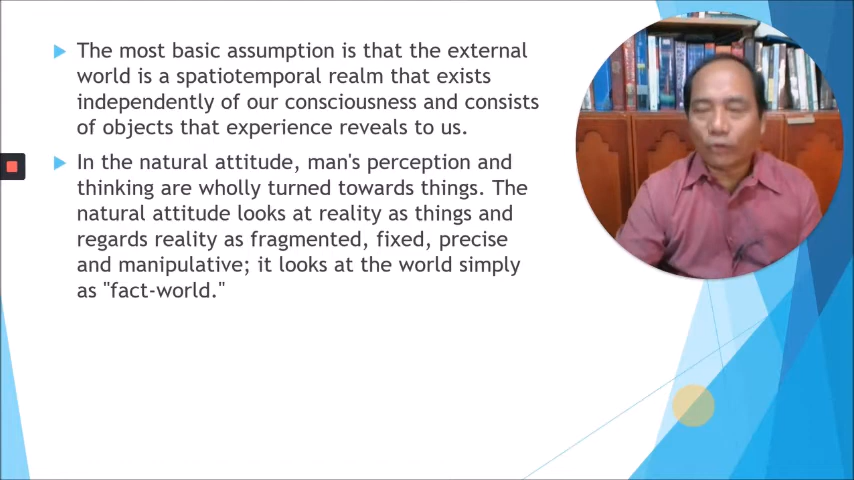 The most basic assumption is that the external
world is a spatiotemporal realm that exists
independently of our consciousness and consists
of objects that experience reveals to us.
In the natural attitude, man's perception and
thinking are wholly turned towards things. The
natural attitude looks at reality as things and
regards reality as fragmented, fixed, precise
and manipulative; it looks at the world simply
as "fact-world."